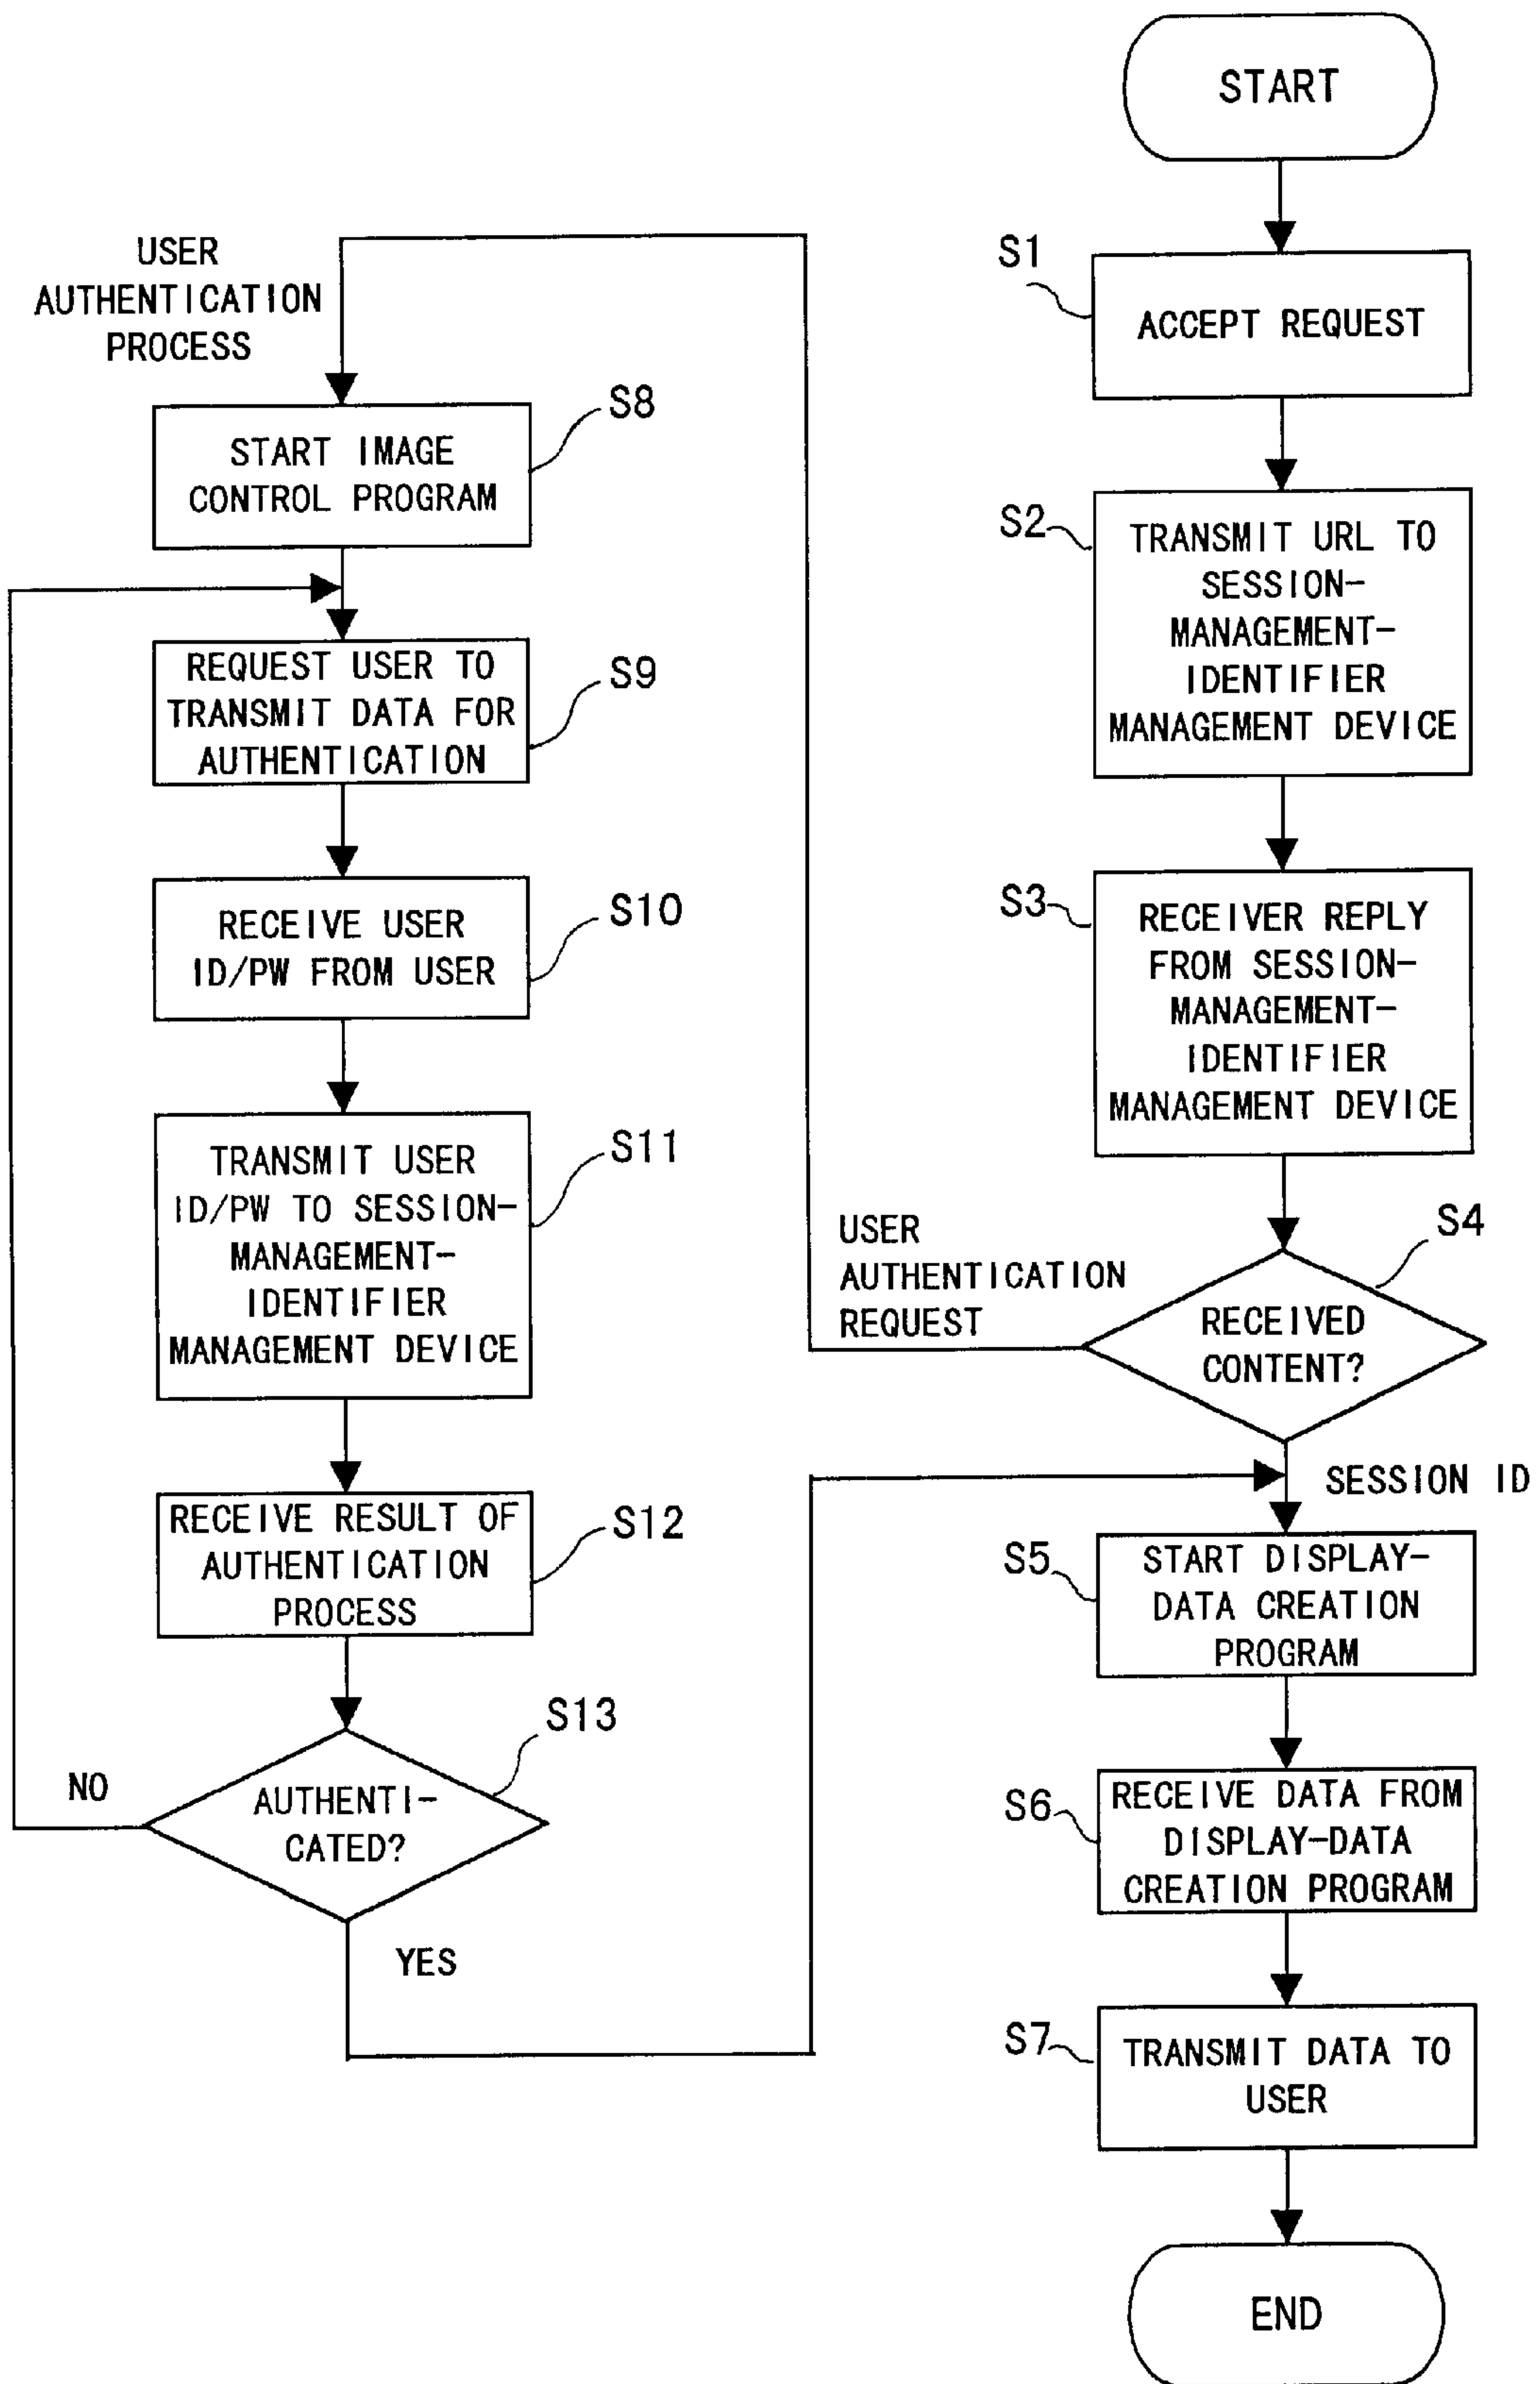 START
S1
ACCEPT REQUEST
S2
TRANSMIT URL TO
SESSION-
MANAGEMENT-
IDENTIFIER
MANAGEMENT DEVICE
S3
RECEIVER REPLY
FROM SESSION-
MANAGEMENT-
IDENTIFIER
MANAGEMENT DEVICE
S4
RECEIVED
CONTENT?
USER
AUTHENTICATION
REQUEST
SESSION ID
S5
START DISPLAY-
DATA CREATION
PROGRAM
S6
RECEIVE DATA FROM
DISPLAY-DATA
CREATION PROGRAM
S7
TRANSMIT DATA TO
USER
END
USER
AUTHENTICATION
PROCESS
S8
START IMAGE
CONTROL PROGRAM
S9
REQUEST USER TO
TRANSMIT DATA FOR
AUTHENTICATION
S10
RECEIVE USER
ID/PW FROM USER
S11
TRANSMIT USER
ID/PW TO SESSION-
MANAGEMENT-
IDENTIFIER
MANAGEMENT DEVICE
S12
RECEIVE RESULT OF
AUTHENTICATION
PROCESS
S13
AUTHENTI-
CATED?
NO
YES